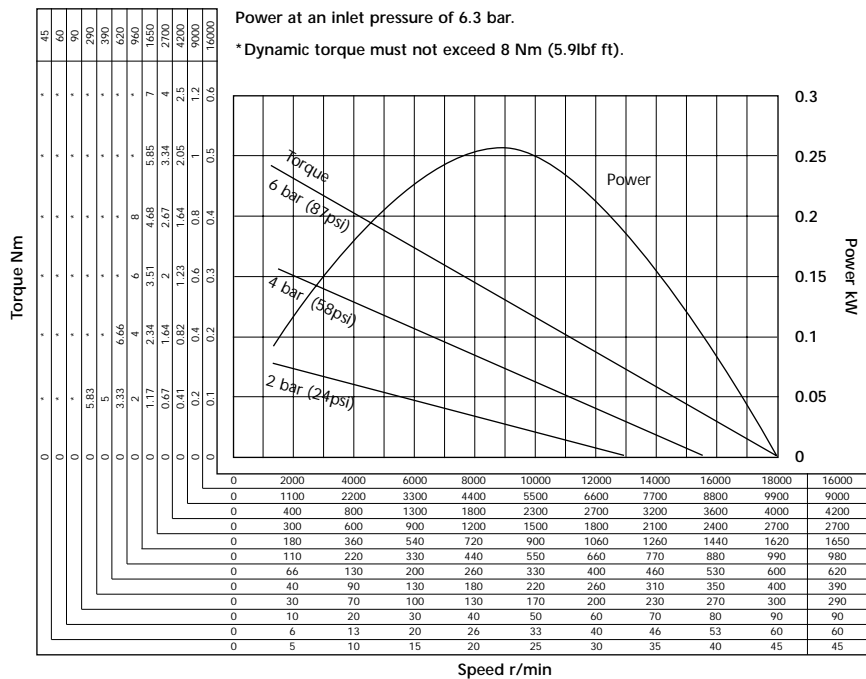 Power at an inlet pressure of 6.3 bar.
*Dynamic torque must not exceed 8 Nm (5.9lbf ft).
45 60 90 290 390 620 960 1650 2700 4200 9000 16000
* * * * * * * 7 4 2.5 1.2 0.6
* * * * * * * 5.85 3.34 2.05 1 0.5
* * * * * * 8 4.68 2.67 1.64 0.8 0.4
* * * * * * 6 3.51 2 1.23 0.6 0.3
* * * * * 6.66 4 2.34 1.64 0.82 0.4 0.2
* * * 5.83 5 3.33 2 1.17 0.67 0.41 0.2 0.1
0 0 0 0 0 0 0 0 0 0 0 0
Torque Nm
Torque
6 bar (87psi)
4 bar (58psi)
2 bar (24psi)
Power
0.3
0.25
0.2
0.15
0.1
0.05
0
Power kW
0 2000 4000 6000 8000 10000 12000 14000 16000 18000 16000
0 1100 2200 3300 4400 5500 6600 7700 8800 9900 9000
0 400 800 1300 1800 2300 2700 3200 3600 4000 4200
0 300 600 900 1200 1500 1800 2100 2400 2700 2700
0 180 360 540 720 900 1060 1260 1440 1620 1650
0 110 220 330 440 550 660 770 880 990 980
0 66 130 200 260 330 400 460 530 600 620
0 40 90 130 180 220 260 310 350 400 390
0 30 70 100 130 170 200 230 270 300 290
0 10 20 30 40 50 60 70 80 90 90
0 6 13 20 26 33 40 46 53 60 60
0 5 10 15 20 25 30 35 40 45 45
Speed r/min